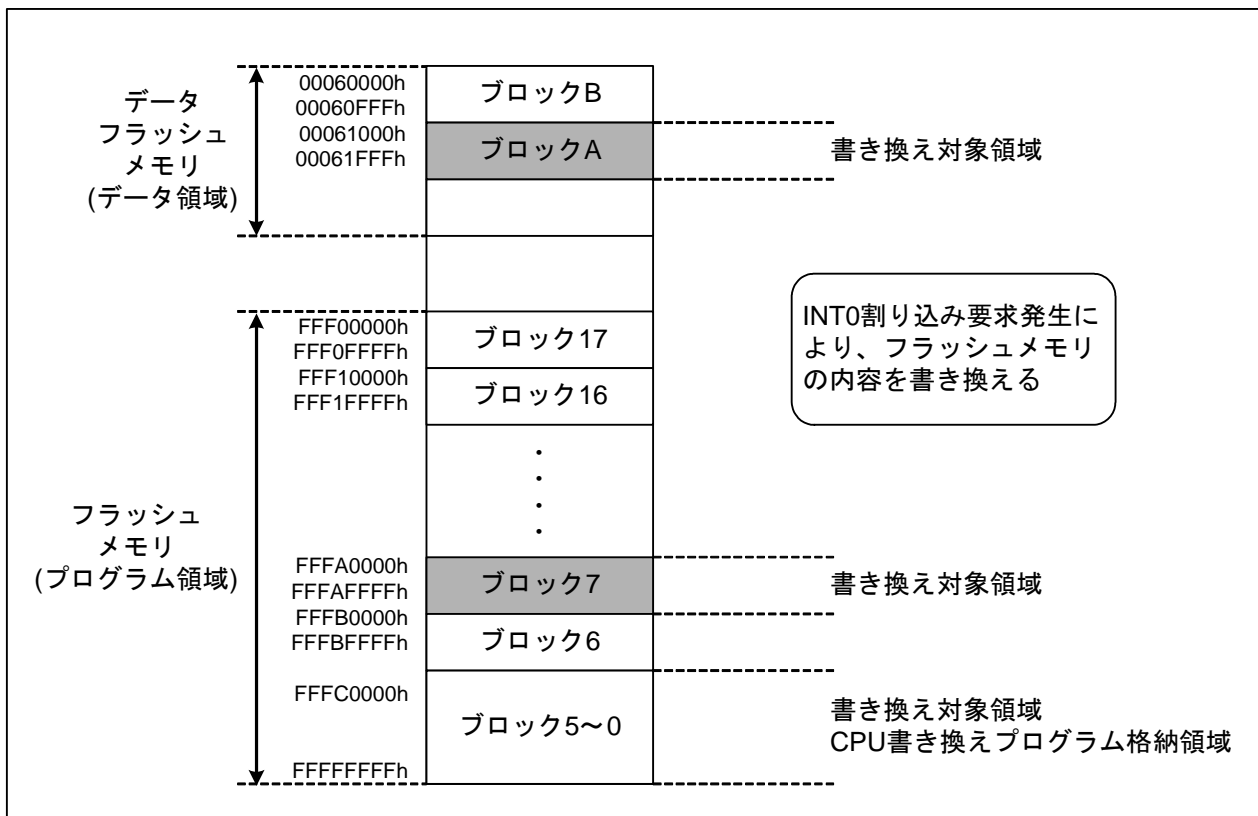 データ
フラッシュ
メモリ
(データ領域)
00060000h
00060FFFh
00061000h
00061FFFh
ブロックB
ブロックA
書き換え対象領域
INT0割り込み要求発生に
より、フラッシュメモリ
の内容を書き換える
フラッシュ
メモリ
(プログラム領域)
FFF00000h
FFF0FFFFh
FFF10000h
FFF1FFFFh
ブロック17
ブロック16
・
・
・
・
FFFA0000h
FFFAFFFFh
FFFB0000h
FFFBFFFFh
ブロック7
ブロック6
書き換え対象領域
FFFC0000h
FFFFFFFFh
ブロック5～0
書き換え対象領域
CPU書き換えプログラム格納領域